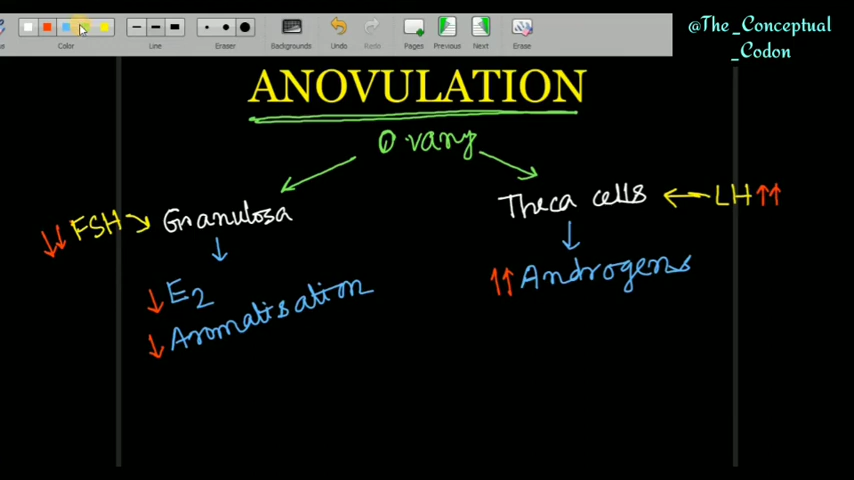 @The_Conceptual
_Codon
Color
Line
Eraser
Backgrounds
Undo
Redo
Pages
Previous
Next
Erase
ANOVULATION
Ovary
↓↓ FSH → Granulosa
Theca cells ← LH ↑↑
↓ E2
↑↑ Androgens
↓ Aromatisation